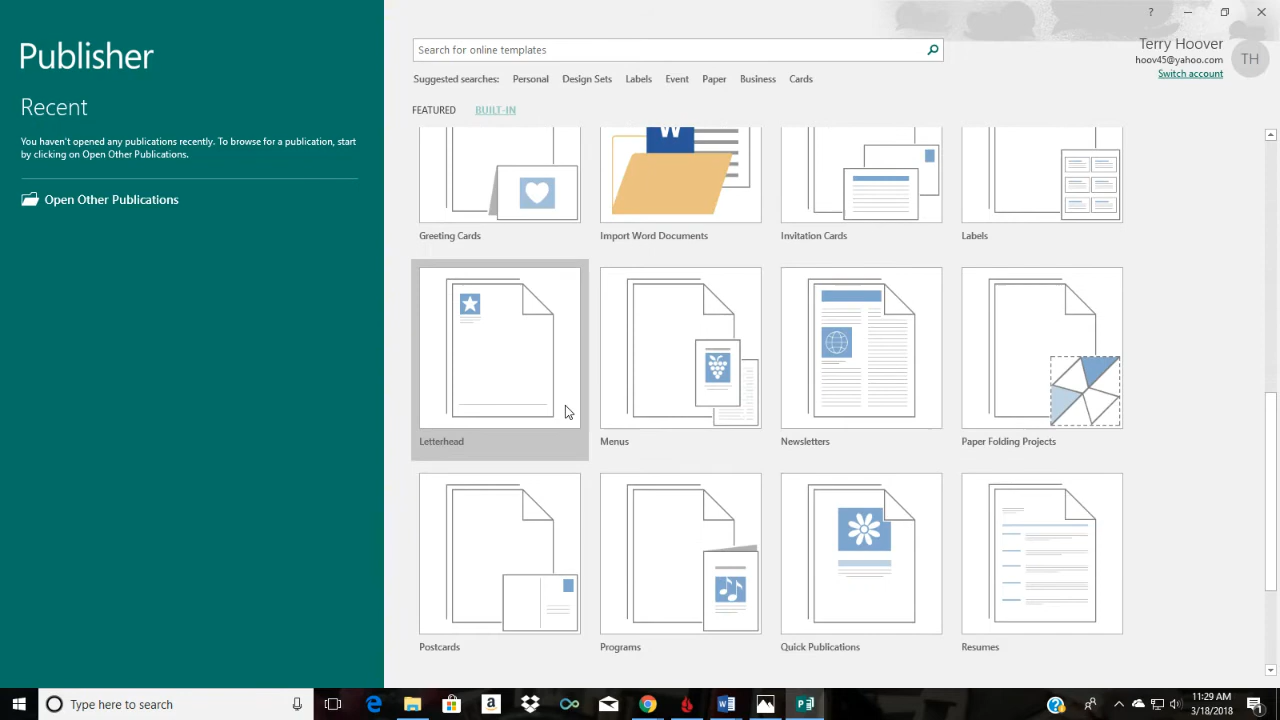 Publisher
Recent
You haven't opened any publications recently. To browse for a publication, start
by clicking on Open Other Publications.
Open Other Publications
?
Search for online templates
Terry Hoover
hoov45@yahoo.com
Switch account
TH
Suggested searches: Personal Design Sets Labels Event Paper Business Cards
FEATURED BUILT-IN
W
Greeting Cards Import Word Documents Invitation Cards Labels
Letterhead Menus Newsletters Paper Folding Projects
Postcards Programs Quick Publications Resumes
Type here to search
11:29 AM
3/18/2018